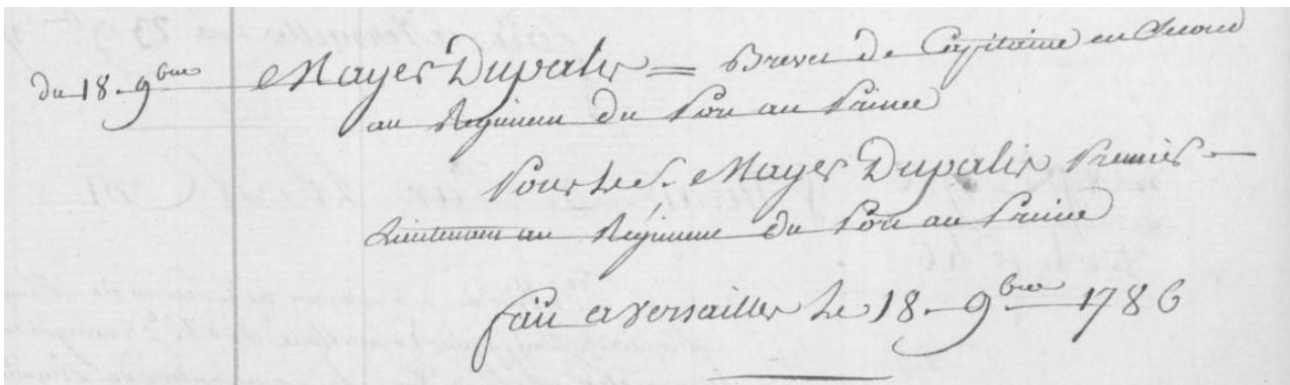 du 18. 9bre Mayer Dupalis = Brevet de Capitaine en Second
au Régiment du Port au Prince
Pour le S. Mayer Dupalis Premier
Lieutenant au Régiment du Port au Prince
fait a Versailles le 18. 9bre 1786